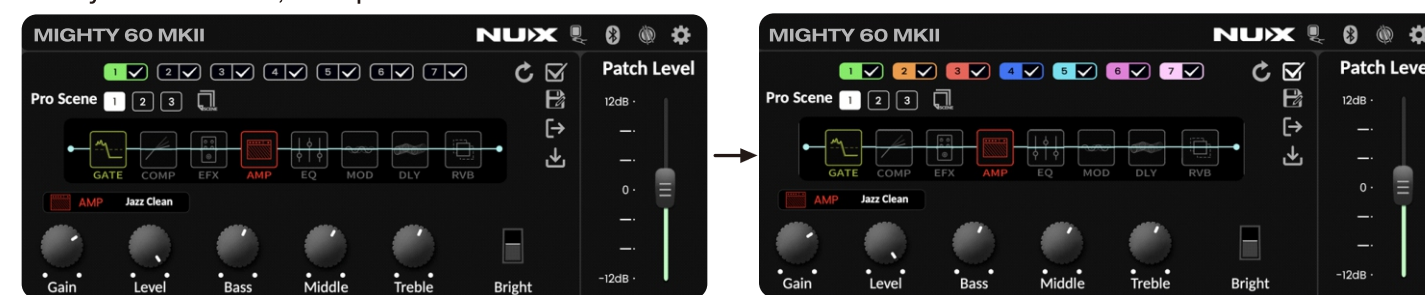 MIGHTY 60 MKII NUX
1 2 3 4 5 6 7 Patch Level
Pro Scene 1 2 3 12dB
GATE COMP EFX AMP EQ MOD DLY RVB
0
AMP Jazz Clean
-12dB
Gain Level Bass Middle Treble Bright
MIGHTY 60 MKII NUX
1 2 3 4 5 6 7 Patch Leve
Pro Scene 1 2 3 12dB
GATE COMP EFX AMP EQ MOD DLY RVB
0
AMP Jazz Clean
-12dB
Gain Level Bass Middle Treble Bright